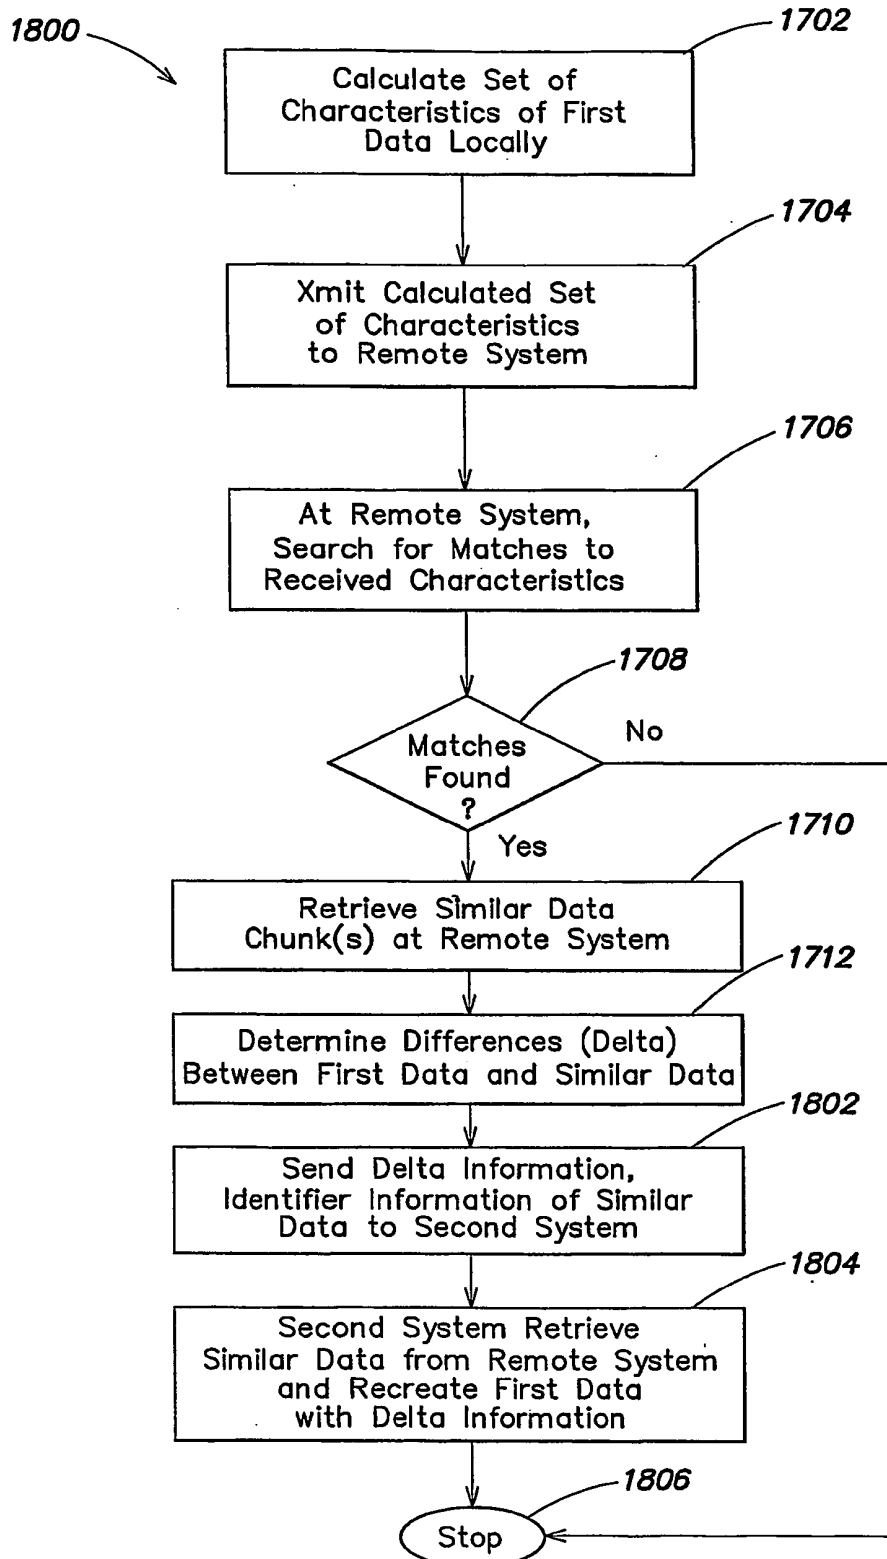 1800
1702
Calculate Set of
Characteristics of First
Data Locally
1704
Xmit Calculated Set
of Characteristics
to Remote System
1706
At Remote System,
Search for Matches to
Received Characteristics
1708
Matches
Found
?
No
Yes
1710
Retrieve Similar Data
Chunk(s) at Remote System
1712
Determine Differences (Delta)
Between First Data and Similar Data
1802
Send Delta Information,
Identifier Information of Similar
Data to Second System
1804
Second System Retrieve
Similar Data from Remote System
and Recreate First Data
with Delta Information
1806
Stop